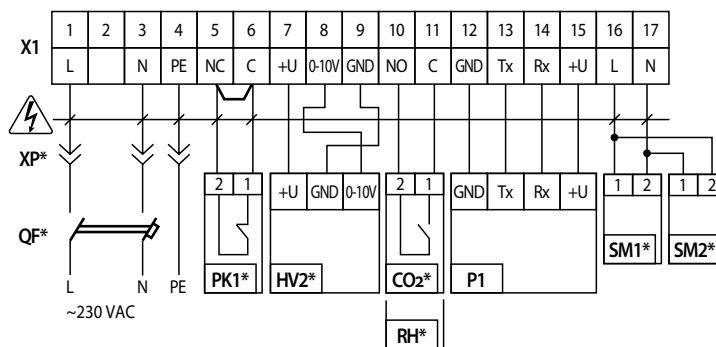 1 2 3 4 5 6 7 8 9 10 11 12 13 14 15 16 17
X1
L N PE NC C +U 0-10V GND NO C GND Tx Rx +U L N
XP*
2 1 +U GND 0-10V 2 1 GND Tx Rx +U 1 2 1 2
QF*
PK1* HV2* CO2* P1 SM1* SM2*
L N PE
~230 VAC
RH*